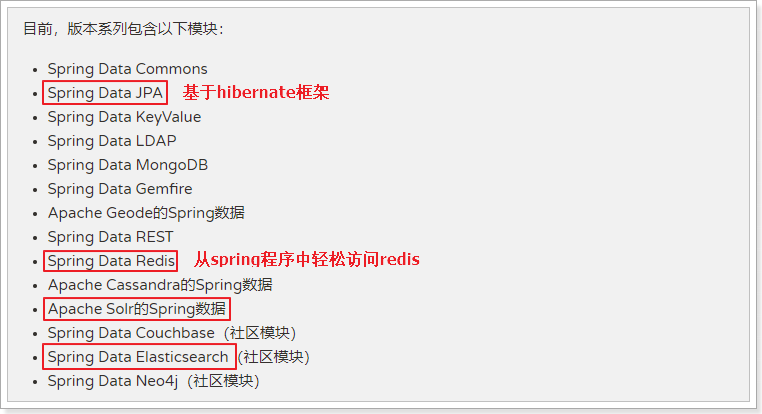 目前，版本系列包含以下模块：
Spring Data Commons
Spring Data JPA 基于hibernate框架
Spring Data KeyValue
Spring Data LDAP
Spring Data MongoDB
Spring Data Gemfire
Apache Geode的Spring数据
Spring Data REST
Spring Data Redis 从spring程序中轻松访问redis
Apache Cassandra的Spring数据
Apache Solr的Spring数据
Spring Data Couchbase（社区模块）
Spring Data Elasticsearch（社区模块）
Spring Data Neo4j（社区模块）